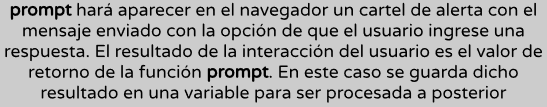 prompt hará aparecer en el navegador un cartel de alerta con el
mensaje enviado con la opción de que el usuario ingrese una
respuesta. El resultado de la interacción del usuario es el valor de
retorno de la función prompt. En este caso se guarda dicho
resultado en una variable para ser procesada a posterior